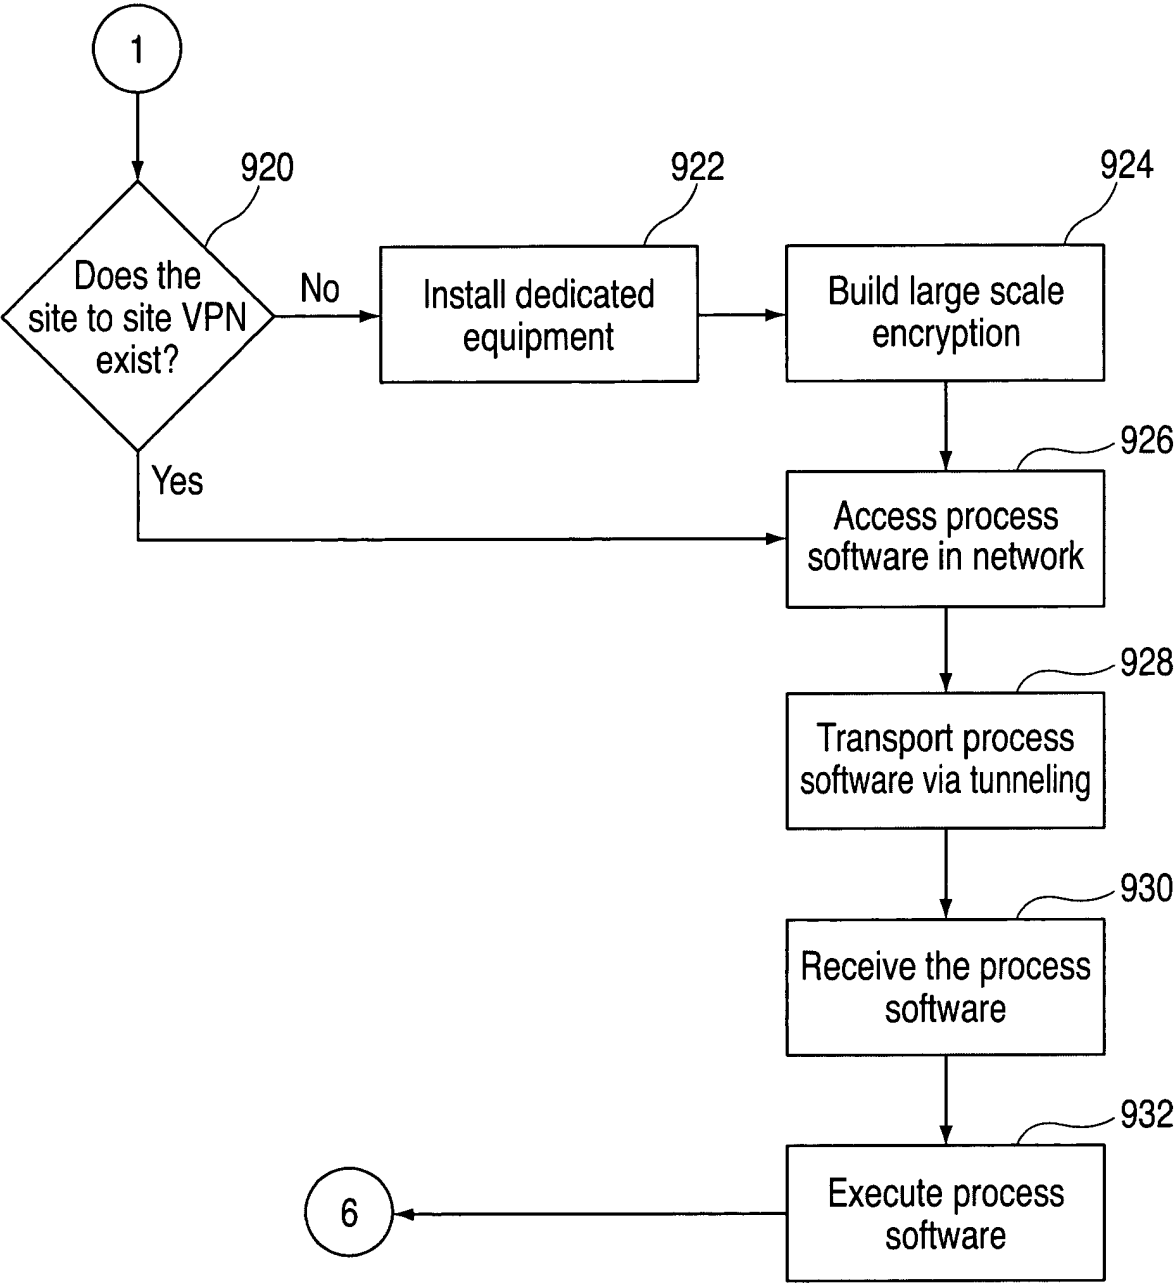 1
920
922
924
Does the
site to site VPN
exist?
No
Install dedicated
equipment
Build large scale
encryption
Yes
926
Access process
software in network
928
Transport process
software via tunneling
930
Receive the process
software
932
Execute process
software
6